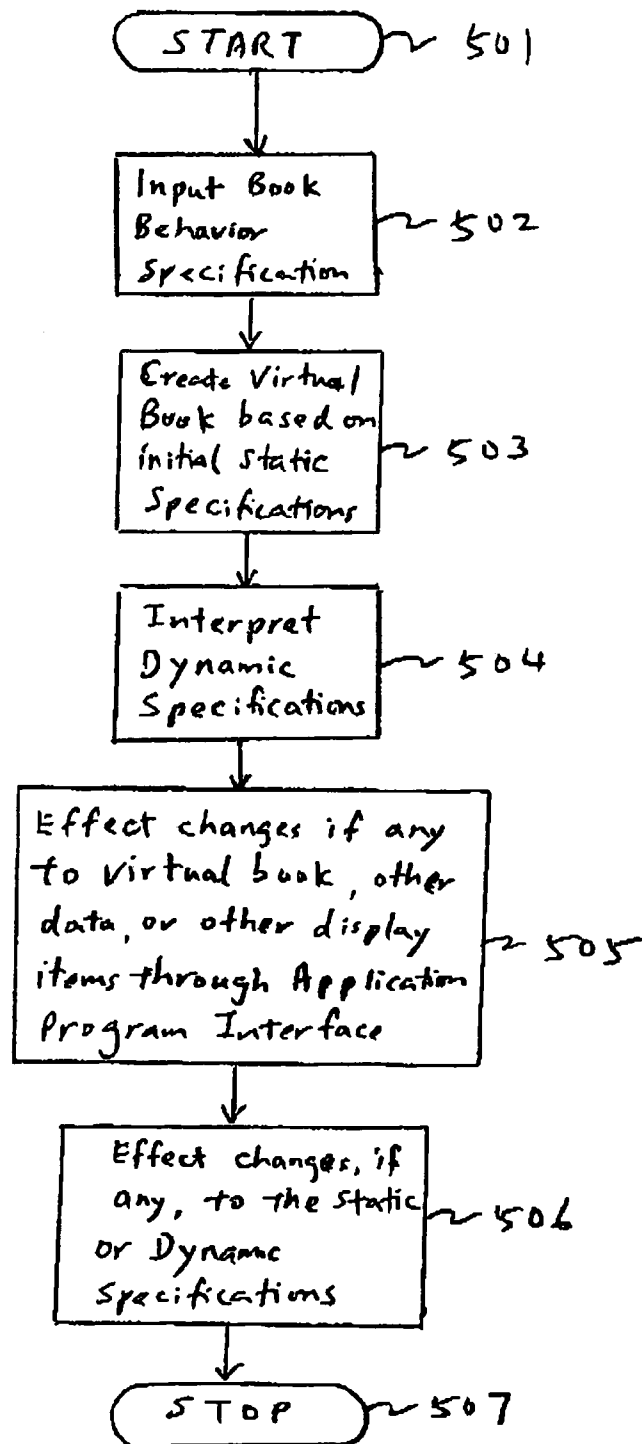 START 501
Input Book
Behavior
Specification
502
Create Virtual
Book based on
initial static
Specifications
503
Interpret
Dynamic
Specifications
504
Effect changes if any
to virtual book, other
data, or other display
items through Application
Program Interface
505
Effect changes, if
any, to the static
or Dynamic
Specifications
506
STOP 507